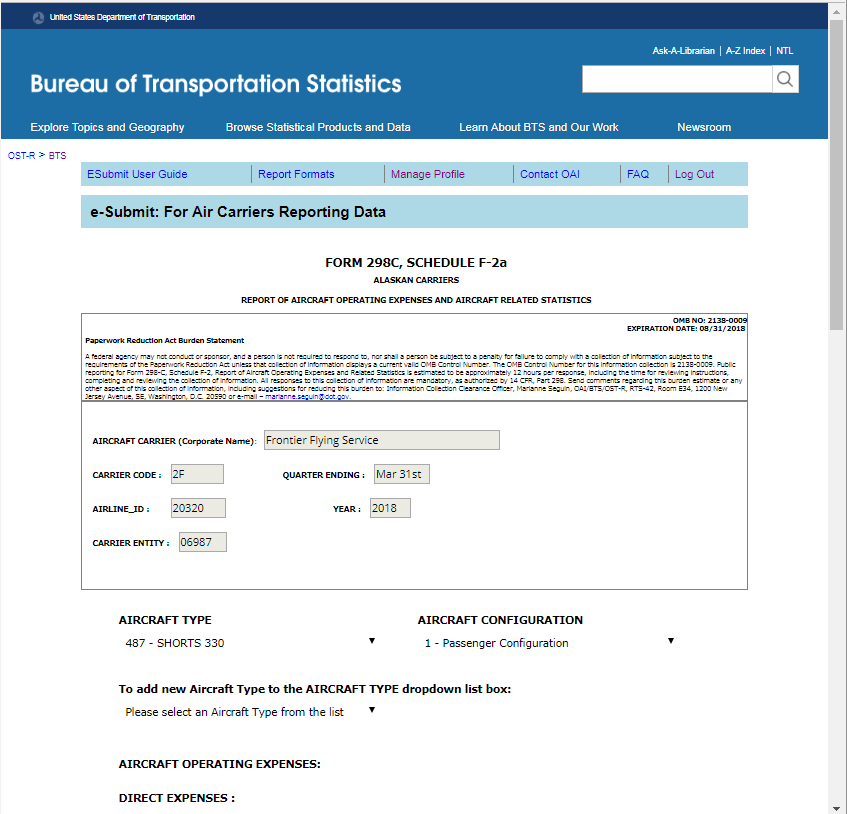 United States Department of Transportation
Ask-A-Librarian | A-Z Index | NTL
Bureau of Transportation Statistics
Explore Topics and Geography Browse Statistical Products and Data Learn About BTS and Our Work Newsroom
OST-R > BTS
ESubmit User Guide Report Formats Manage Profile Contact OAI FAQ Log Out
e-Submit: For Air Carriers Reporting Data
FORM 298C, SCHEDULE F-2a
ALASKAN CARRIERS
REPORT OF AIRCRAFT OPERATING EXPENSES AND AIRCRAFT RELATED STATISTICS
OMB NO: 2138-0009
EXPIRATION DATE: 08/31/2018
Paperwork Reduction Act Burden Statement
A federal agency may not conduct or sponsor, and a person is not required to respond to, nor shall a person be subject to a penalty for failure to comply with a collection of information subject to the
requirements of the Paperwork Reduction Act unless that collection of information displays a current valid OMB Control Number. The OMB Control Number for this information collection is 2138-0009. Public
reporting for Form 298-C, Schedule F-2, Report of Aircraft Operating Expenses and Related Statistics is estimated to be approximately 12 hours per response, including the time for reviewing instructions,
completing and reviewing the collection of information. All responses to this collection of information are mandatory, as authorized by 14 CFR, Part 298. Send comments regarding this burden estimate or any
other aspect of this collection of information, including suggestions for reducing this burden to: Information Collection Clearance Officer, Marianne Seguin, OAI/BTS/OST-R, RTS-42, Room E34, 1200 New
Jersey Avenue, SE, Washington, D.C. 20590 or e-mail – marianne.seguin@dot.gov.
AIRCRAFT CARRIER (Corporate Name): Frontier Flying Service
CARRIER CODE : 2F QUARTER ENDING : Mar 31st
AIRLINE_ID : 20320 YEAR : 2018
CARRIER ENTITY : 06987
AIRCRAFT TYPE AIRCRAFT CONFIGURATION
487 - SHORTS 330 1 - Passenger Configuration
To add new Aircraft Type to the AIRCRAFT TYPE dropdown list box:
Please select an Aircraft Type from the list
AIRCRAFT OPERATING EXPENSES:
DIRECT EXPENSES :